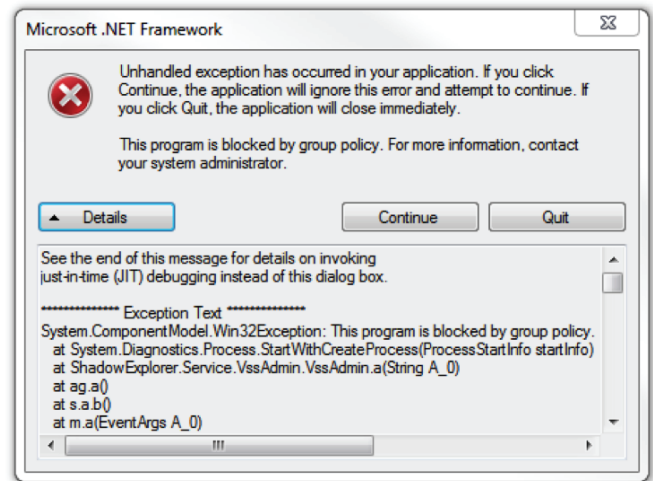 Microsoft .NET Framework
Unhandled exception has occurred in your application. If you click
Continue, the application will ignore this error and attempt to continue. If
you click Quit, the application will close immediately.
This program is blocked by group policy. For more information, contact
your system administrator.
Details
Continue
Quit
See the end of this message for details on invoking
just-in-time (JIT) debugging instead of this dialog box.
************** Exception Text **************
System.ComponentModel.Win32Exception: This program is blocked by group policy.
at System.Diagnostics.Process.StartWithCreateProcess(ProcessStartInfo startInfo)
at ShadowExplorer.Service.VssAdmin.VssAdmin.a(String A_0)
at ag.a()
at s.a.b()
at m.a(EventArgs A_0)